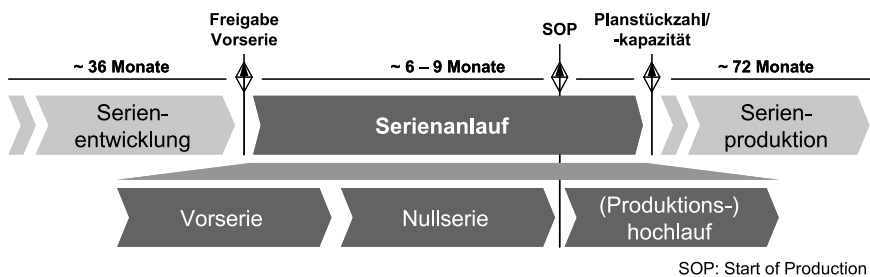 Freigabe
Vorserie
SOP
Planstückzahl/
-kapazität
~ 36 Monate
~ 6 – 9 Monate
~ 72 Monate
Serien-
entwicklung
Serienanlauf
Serien-
produktion
Vorserie
Nullserie
(Produktions-)
hochlauf
SOP: Start of Production